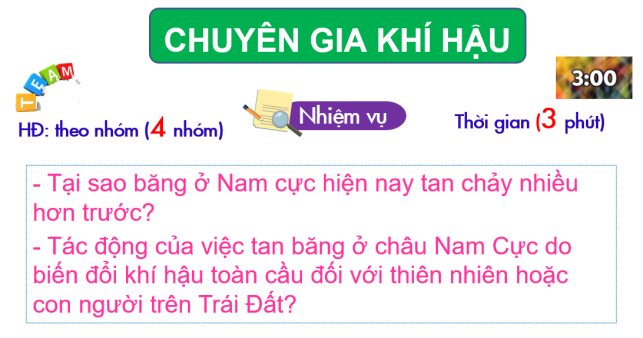 CHUYÊN GIA KHÍ HẬU
TEAM
3:00
HĐ: theo nhóm (4 nhóm)
Nhiệm vụ
Thời gian (3 phút)
- Tại sao băng ở Nam cực hiện nay tan chảy nhiều
hơn trước?
- Tác động của việc tan băng ở châu Nam Cực do
biến đổi khí hậu toàn cầu đối với thiên nhiên hoặc
con người trên Trái Đất?